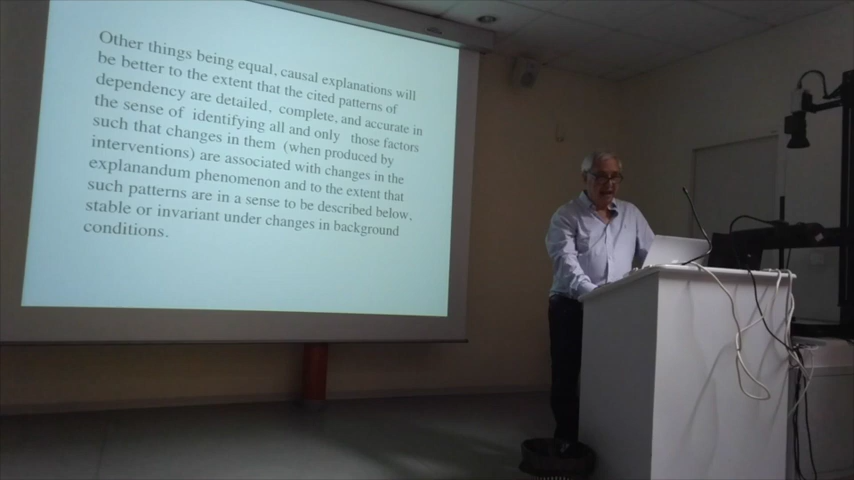 Other things being equal, causal explanations will
be better to the extent that the cited patterns of
dependency are detailed, complete, and accurate in
the sense of identifying all and only those factors
such that changes in them (when produced by
interventions) are associated with changes in the
explanandum phenomenon and to the extent that
such patterns are in a sense to be described below,
stable or invariant under changes in background
conditions.